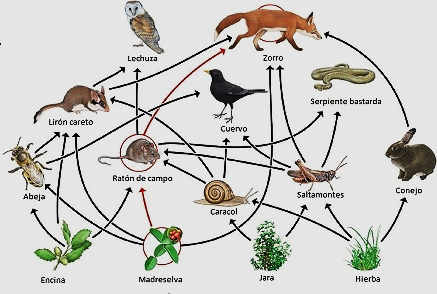 Lechuza
Zorro
Serpiente bastarda
Lirón careto
Cuervo
Abeja
Ratón de campo
Caracol
Saltamontes
Conejo
Encina
Madreselva
Jara
Hierba